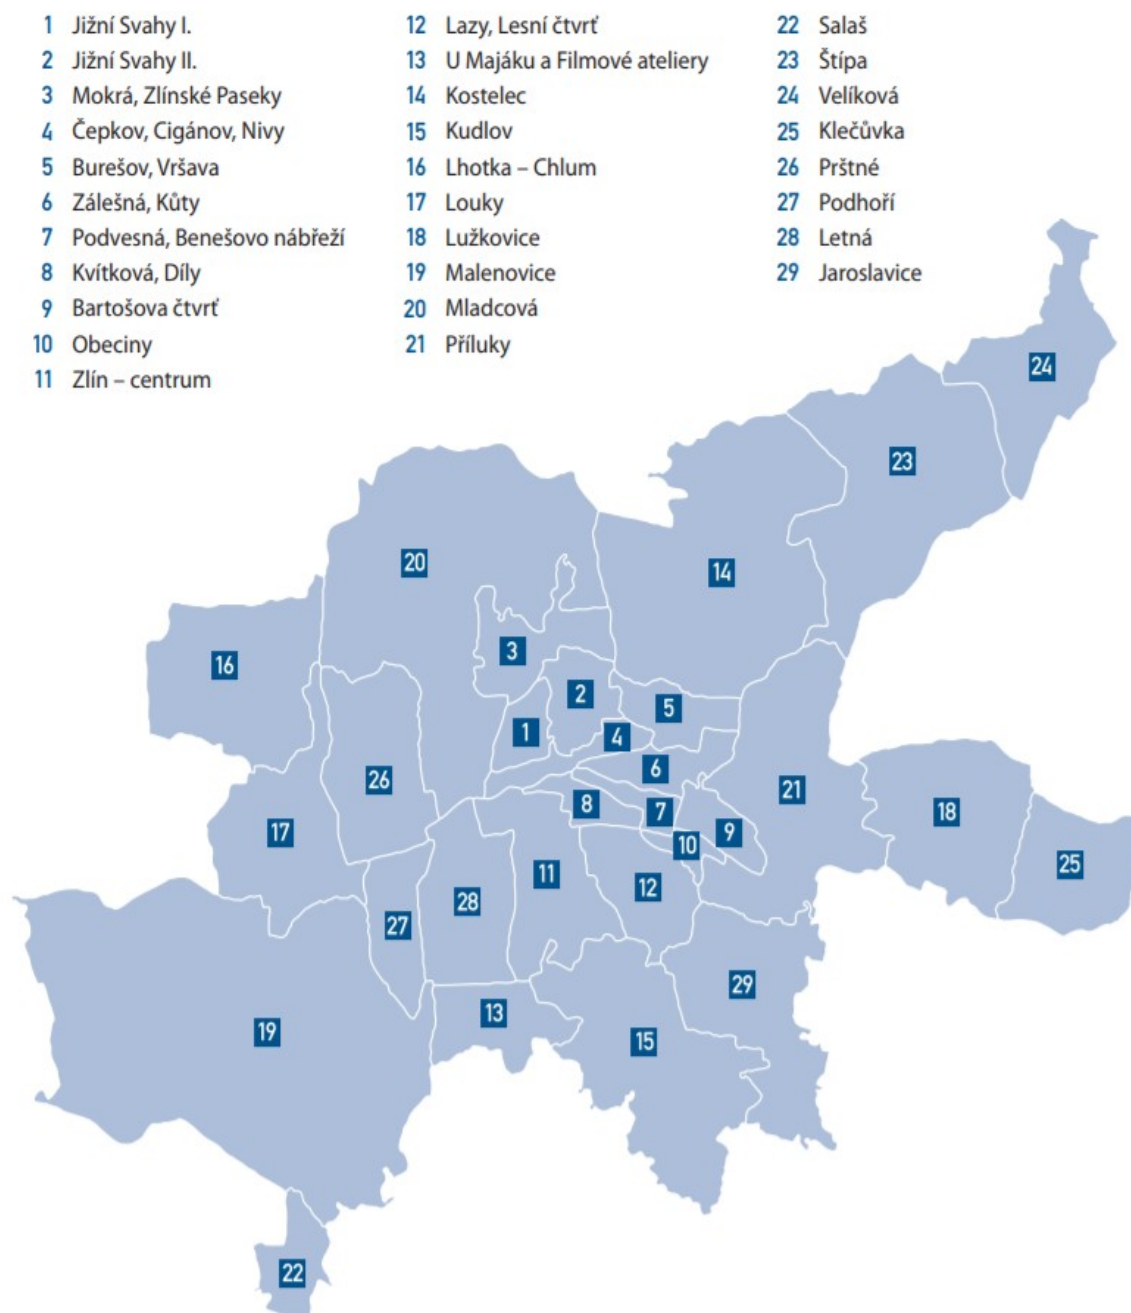 1 Jižní Svahy I.
2 Jižní Svahy II.
3 Mokrá, Zlínské Paseky
4 Čepkov, Cigánov, Nivy
5 Burešov, Vršava
6 Zálešná, Kůty
7 Podvesná, Benešovo nábřeží
8 Kvítková, Díly
9 Bartošova čtvrť
10 Obeciny
11 Zlín – centrum
12 Lazy, Lesní čtvrť
13 U Majáku a Filmové ateliery
14 Kostelec
15 Kudlov
16 Lhotka – Chlum
17 Louky
18 Lužkovice
19 Malenovice
20 Mladcová
21 Příluky
22 Salaš
23 Štípa
24 Velíková
25 Klečůvka
26 Prštné
27 Podhoří
28 Letná
29 Jaroslavice
24
23
20
14
3
16
2
5
1
4
6
26
21
8
7
18
17
9
10
25
11
12
28
27
29
13
19
15
22